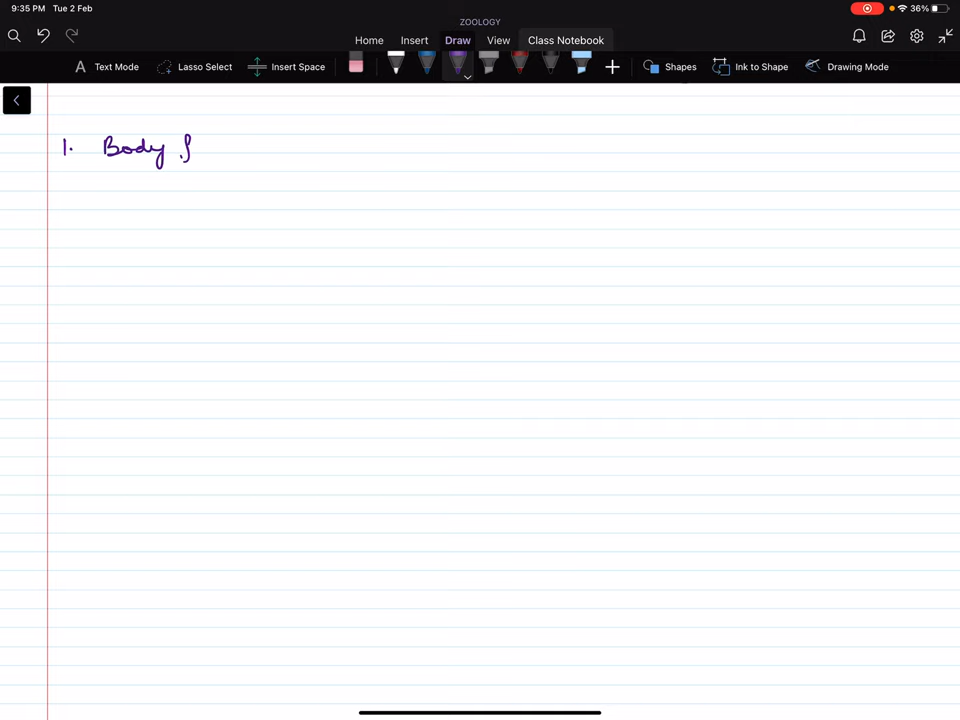 9:35 PM Tue 2 Feb 36%
ZOOLOGY
Home Insert Draw View Class Notebook
Text Mode Lasso Select Insert Space Shapes Ink to Shape Drawing Mode
1. Body